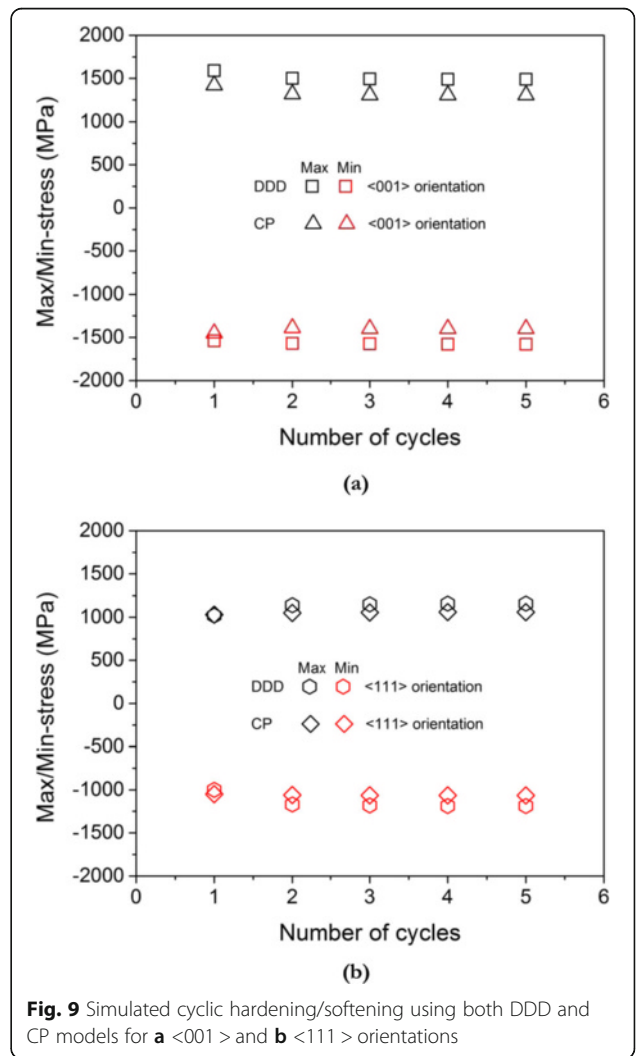 2000
1500
1000
500
0
-500
-1000
-1500
-2000
Max/Min-stress (MPa)
Max Min
DDD <001> orientation
CP <001> orientation
0 1 2 3 4 5 6
Number of cycles
(a)
2000
1500
1000
500
0
-500
-1000
-1500
-2000
Max/Min-stress (MPa)
Max Min
DDD <111> orientation
CP <111> orientation
0 1 2 3 4 5 6
Number of cycles
(b)
Fig. 9 Simulated cyclic hardening/softening using both DDD and
CP models for a <001 > and b <111 > orientations